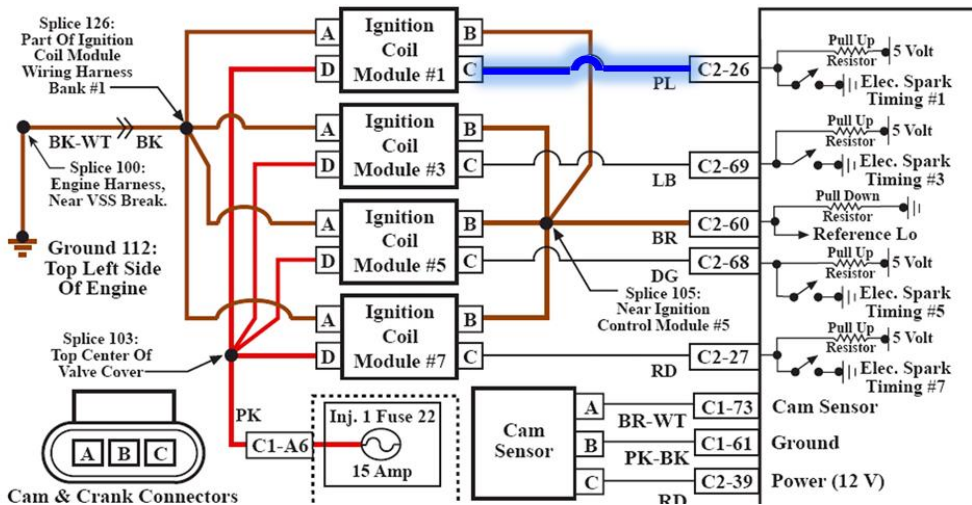 Splice 126:
Part Of Ignition
Coil Module
Wiring Harness
Bank #1
A
Ignition
Coil
Module #1
B
D
C
PL
C2-26
Pull Up
Resistor
5 Volt
Elec. Spark
Timing #1
BK-WT
BK
Splice 100:
Engine Harness,
Near VSS Break.
A
Ignition
Coil
Module #3
B
D
C
LB
C2-69
Pull Up
Resistor
5 Volt
Elec. Spark
Timing #3
Ground 112:
Top Left Side
Of Engine
A
Ignition
Coil
Module #5
B
D
C
BR
C2-60
Pull Down
Resistor
Reference Lo
DG
C2-68
Pull Up
Resistor
5 Volt
Elec. Spark
Timing #5
Splice 105:
Near Ignition
Control Module #5
Splice 103:
Top Center Of
Valve Cover
A
Ignition
Coil
Module #7
B
D
C
RD
C2-27
Pull Up
Resistor
5 Volt
Elec. Spark
Timing #7
PK
C1-A6
Inj. 1 Fuse 22
15 Amp
A B C
Cam & Crank Connectors
Cam
Sensor
A
BR-WT
C1-73
Cam Sensor
B
PK-BK
C1-61
Ground
C
RD
C2-39
Power (12 V)